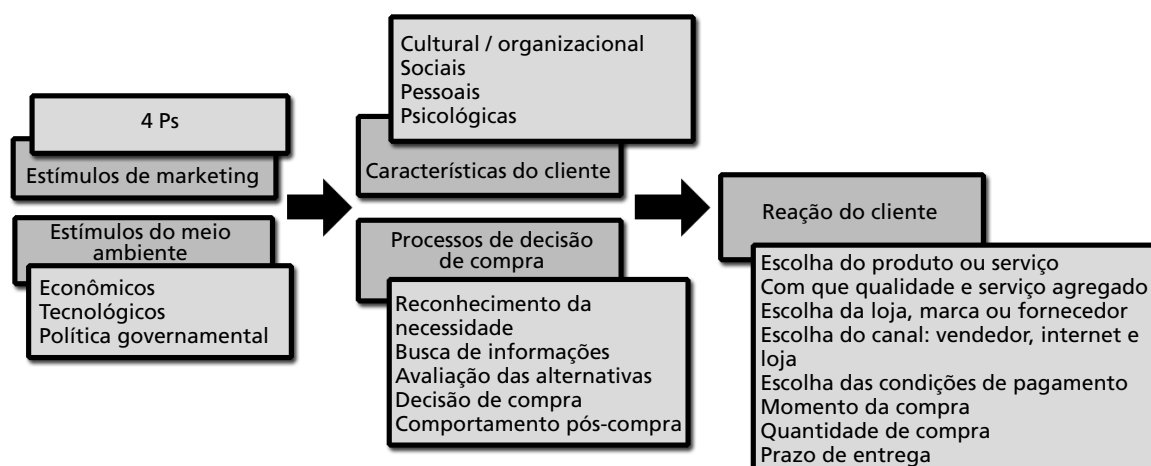 4 Ps
Estímulos de marketing
Estímulos do meio
ambiente
Econômicos
Tecnológicos
Política governamental
Cultural / organizacional
Sociais
Pessoais
Psicológicas
Características do cliente
Processos de decisão
de compra
Reconhecimento da
necessidade
Busca de informações
Avaliação das alternativas
Decisão de compra
Comportamento pós-compra
Reação do cliente
Escolha do produto ou serviço
Com que qualidade e serviço agregado
Escolha da loja, marca ou fornecedor
Escolha do canal: vendedor, internet e
loja
Escolha das condições de pagamento
Momento da compra
Quantidade de compra
Prazo de entrega